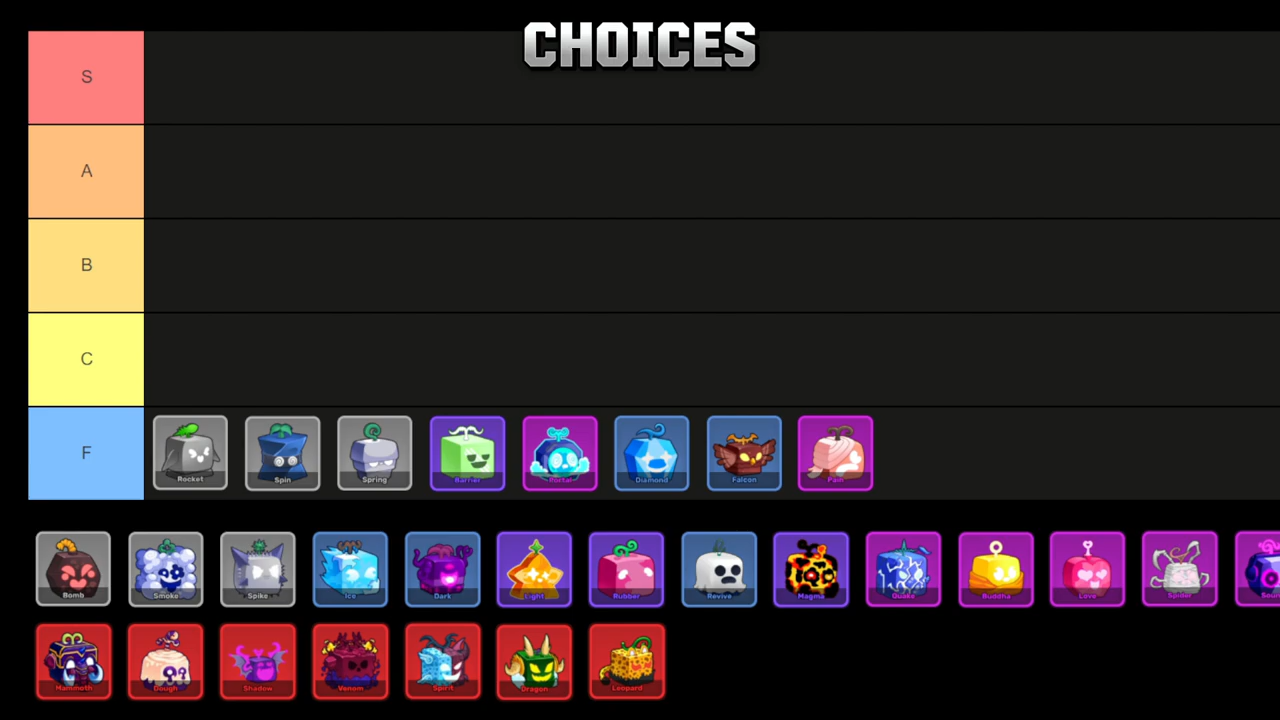 CHOICES
S
A
B
C
F
Rocket
Spin
Spring
Barrier
Portal
Diamond
Falcon
Pain
Bomb
Smoke
Spike
Ice
Dark
Light
Rubber
Revive
Magma
Quake
Buddha
Love
Spider
Soun
Mammoth
Dough
Shadow
Venom
Spirit
Dragon
Leopard